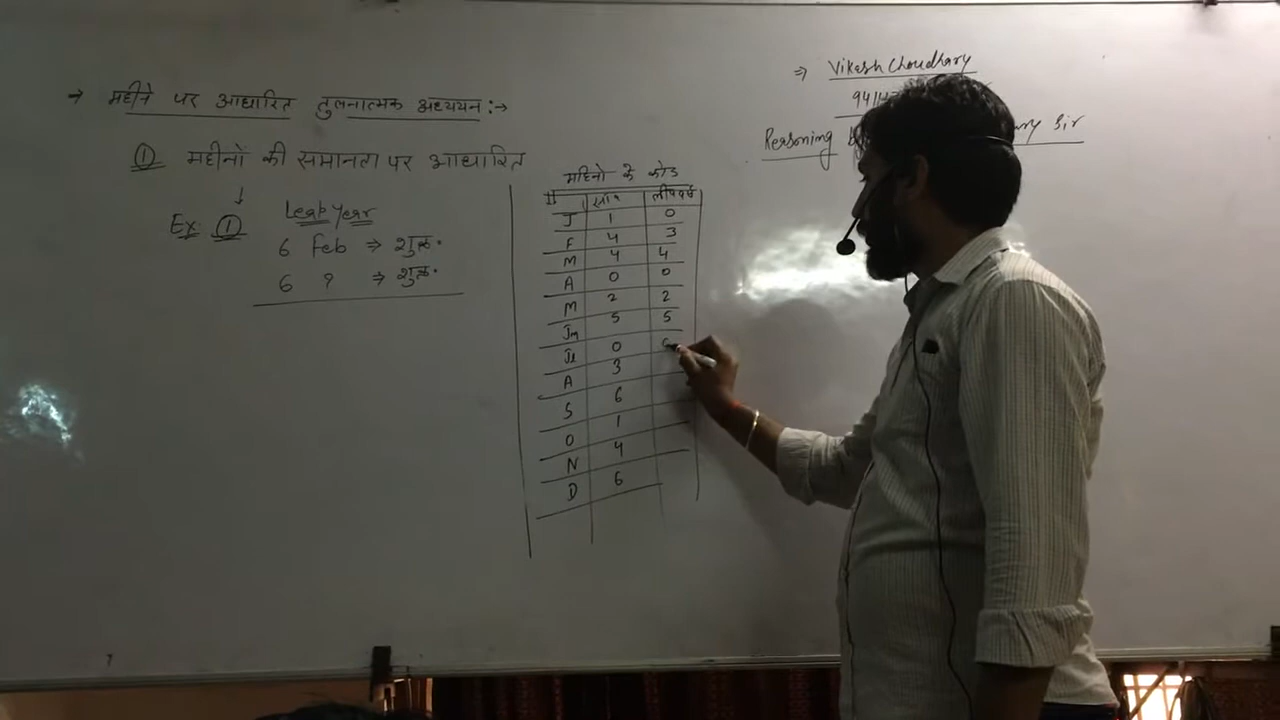 → महीने पर आधारित तुलनात्मक अध्ययन :→
① महीनों की समानता पर आधारित
↓
Ex: ① Leap Year
6 Feb ⇒ शुक्र.
6 ? ⇒ शुक्र.
महिनो के कोड
लीपवर्ष
J 1 0
F 4 3
M 4 4
A 0 0
M 2 2
Jn 5 5
Jl 0
A 3
S 6
O 1
N 4
D 6
⇒ Vikesh Choudhary
9414
Reasoning
Sir